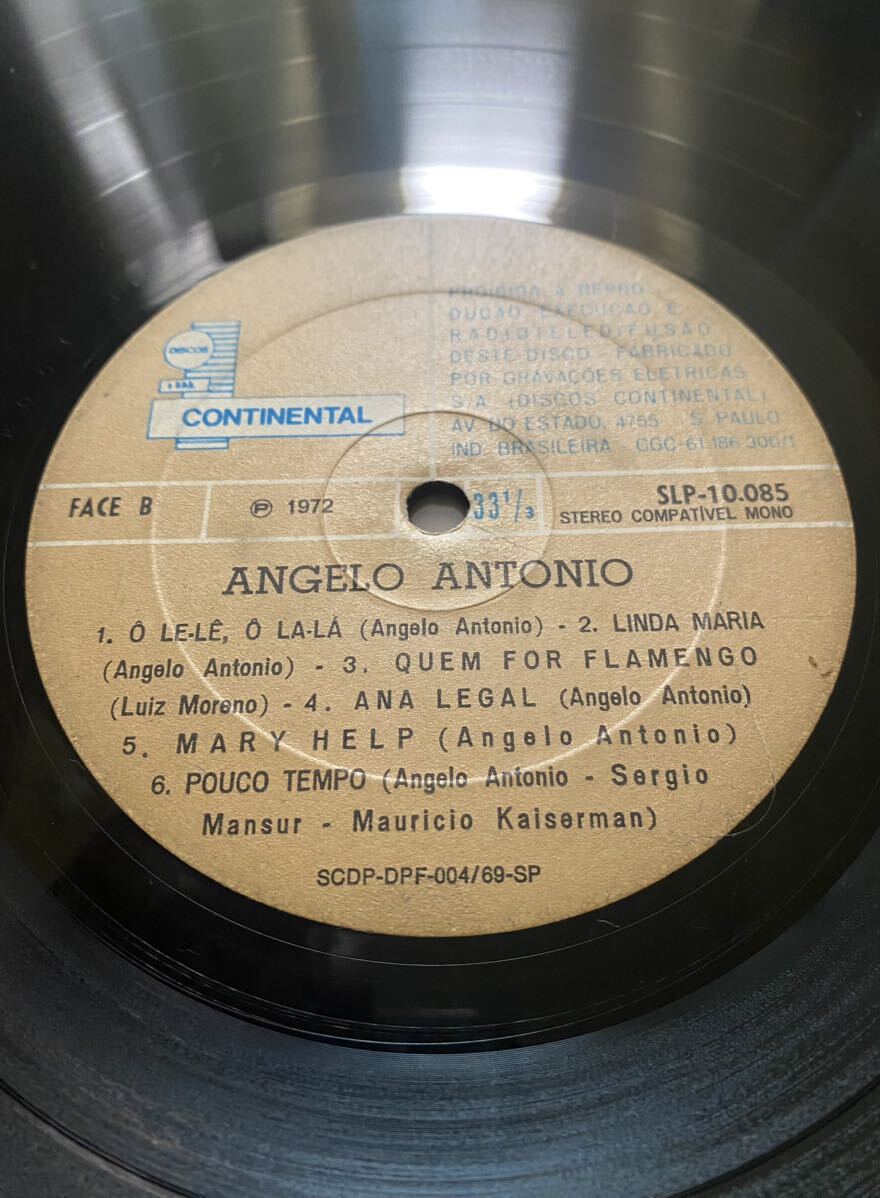 DISCOS
CONTINENTAL
PROIBIDA A REPRO-
DUÇÃO, EXECUÇÃO E
RADIOTELEDIFUSÃO
DESTE DISCO - FABRICADO
POR GRAVAÇÕES ELETRICAS
S/A (DISCOS CONTINENTAL)
AV. DO ESTADO, 4755 S. PAULO
IND. BRASILEIRA - CGC-61.186.300/1
FACE B
Ⓟ 1972
33 1/3
SLP-10.085
STEREO COMPATÍVEL MONO
ANGELO ANTONIO
1. Ô LE-LÊ, Ô LA-LÁ (Angelo Antonio) - 2. LINDA MARIA
(Angelo Antonio) - 3. QUEM FOR FLAMENGO
(Luiz Moreno) - 4. ANA LEGAL (Angelo Antonio)
5. MARY HELP (Angelo Antonio)
6. POUCO TEMPO (Angelo Antonio - Sergio
Mansur - Mauricio Kaiserman)
SCDP-DPF-004/69-SP